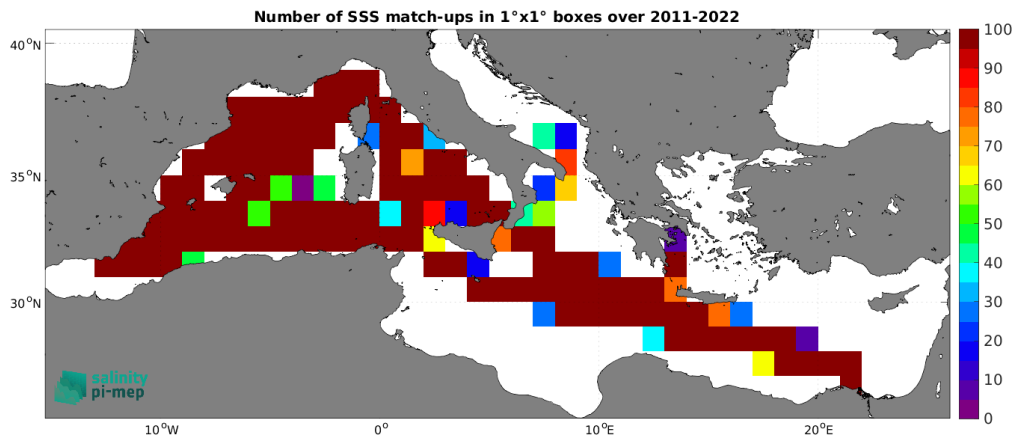 Number of SSS match-ups in 1°x1° boxes over 2011-2022
40°N
35°N
30°N
10°W
0°
10°E
20°E
100
90
80
70
60
50
40
30
20
10
0
salinity
pi-mep